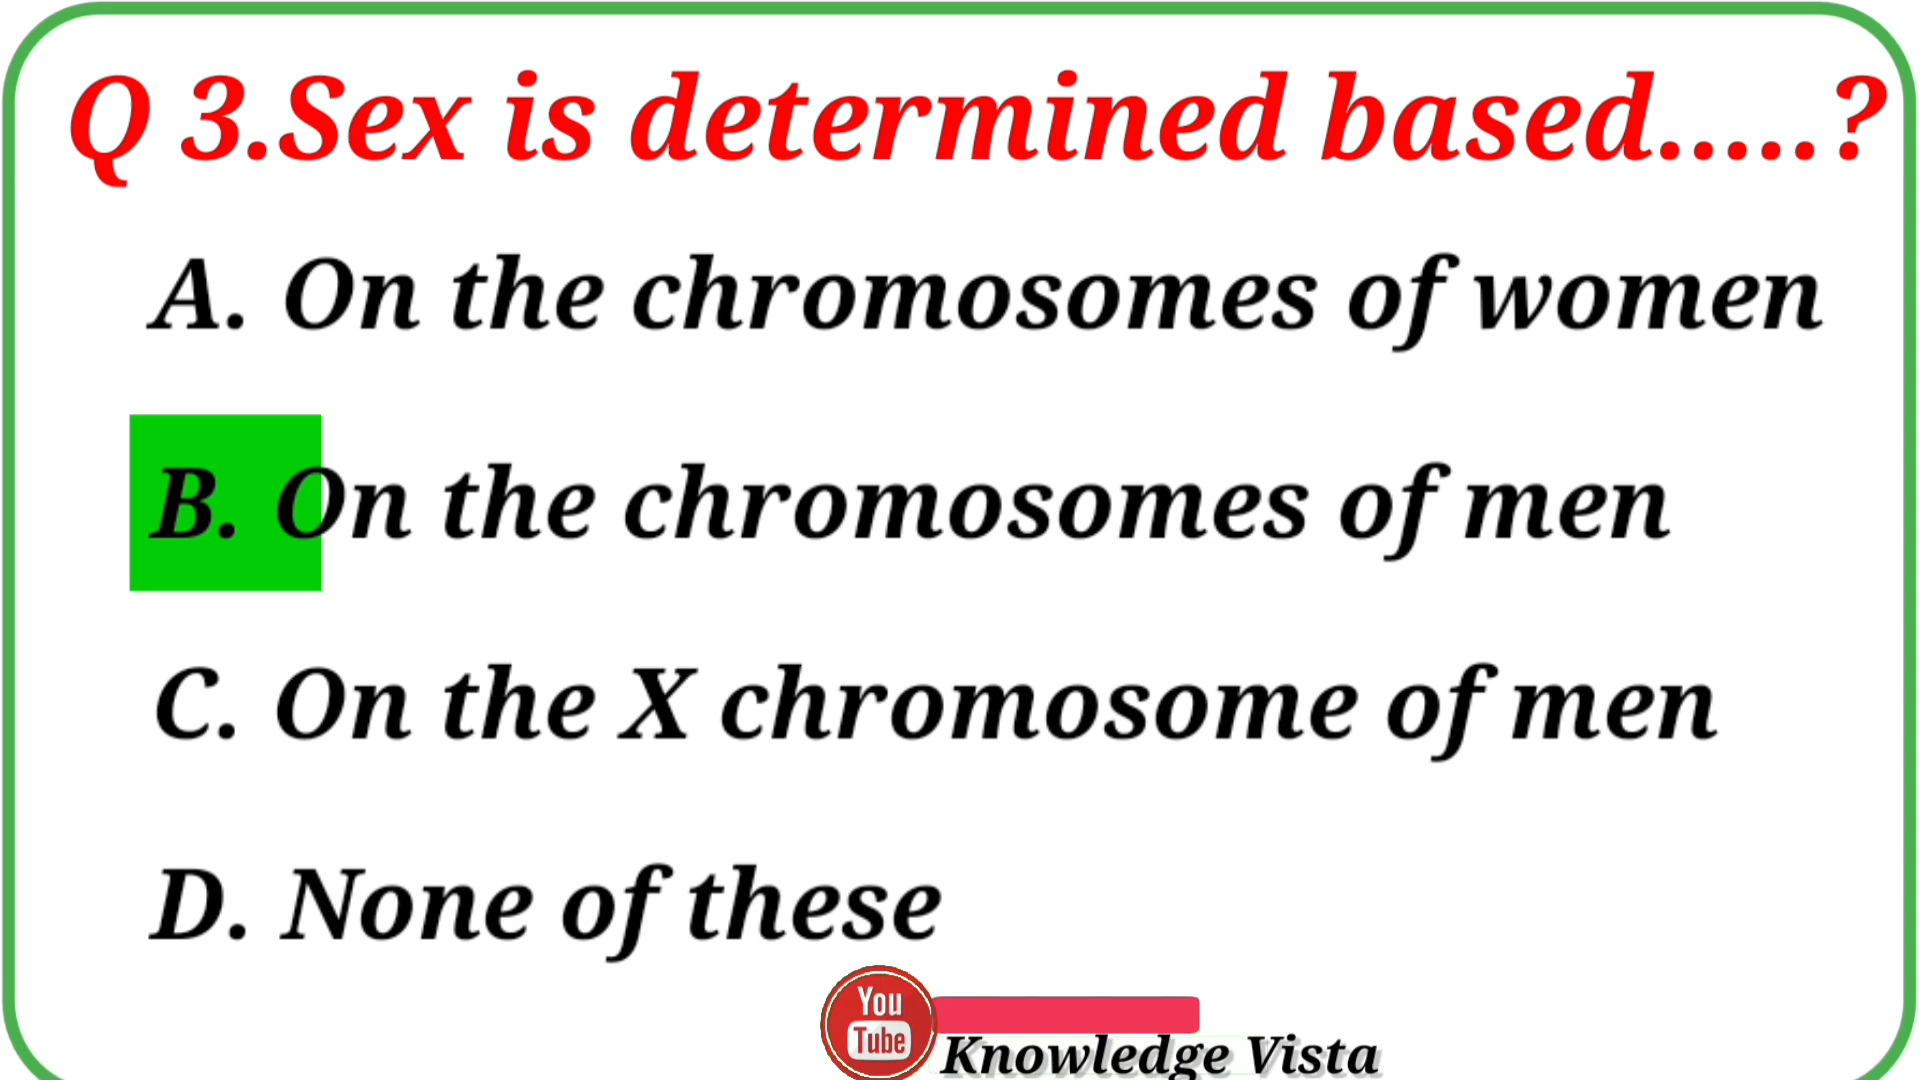 Q 3.Sex is determined based.....?
A. On the chromosomes of women
B. On the chromosomes of men
C. On the X chromosome of men
D. None of these
You
Tube
Knowledge Vista